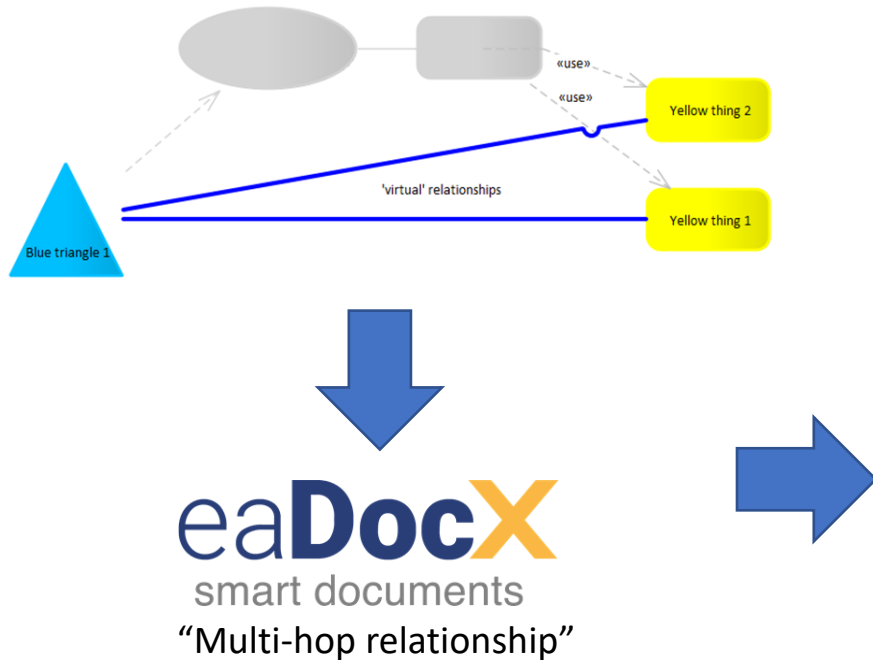 «use»
«use»
Yellow thing 2
'virtual' relationships
Yellow thing 1
Blue triangle 1
eaDocX
smart documents
“Multi-hop relationship”